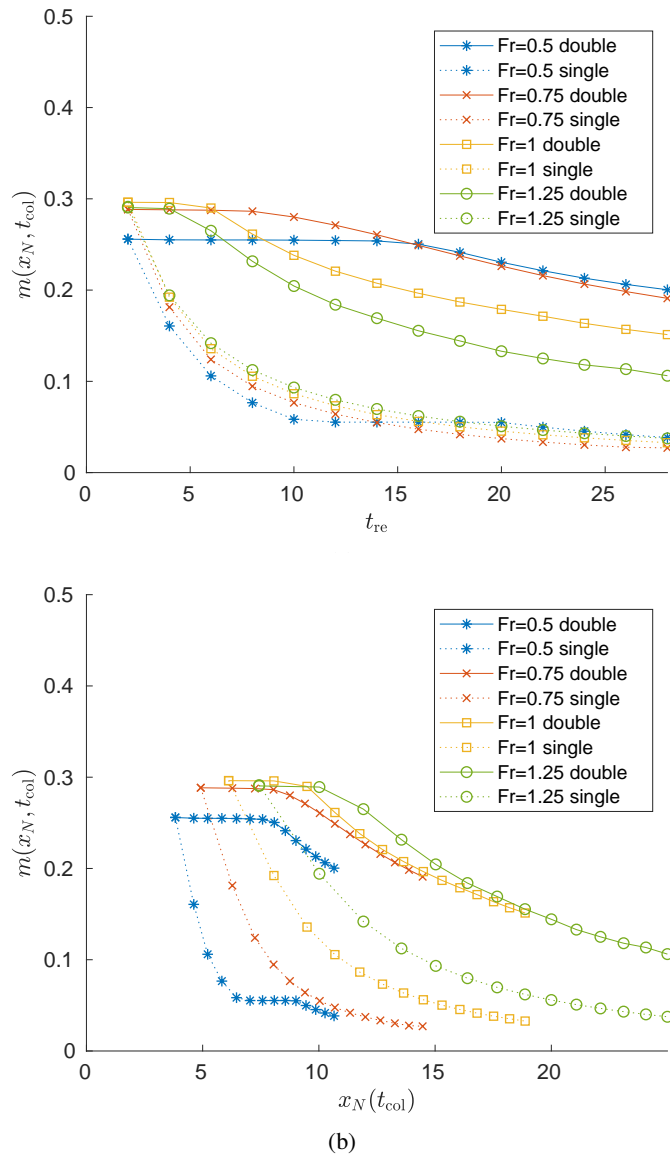 0.5
0.4
0.3
0.2
0.1
0
m(x_N, t_col)
Fr=0.5 double
Fr=0.5 single
Fr=0.75 double
Fr=0.75 single
Fr=1 double
Fr=1 single
Fr=1.25 double
Fr=1.25 single
0 5 10 15 20 25
t_re
0.5
0.4
0.3
0.2
0.1
0
m(x_N, t_col)
Fr=0.5 double
Fr=0.5 single
Fr=0.75 double
Fr=0.75 single
Fr=1 double
Fr=1 single
Fr=1.25 double
Fr=1.25 single
0 5 10 15 20
x_N(t_col)
(b)